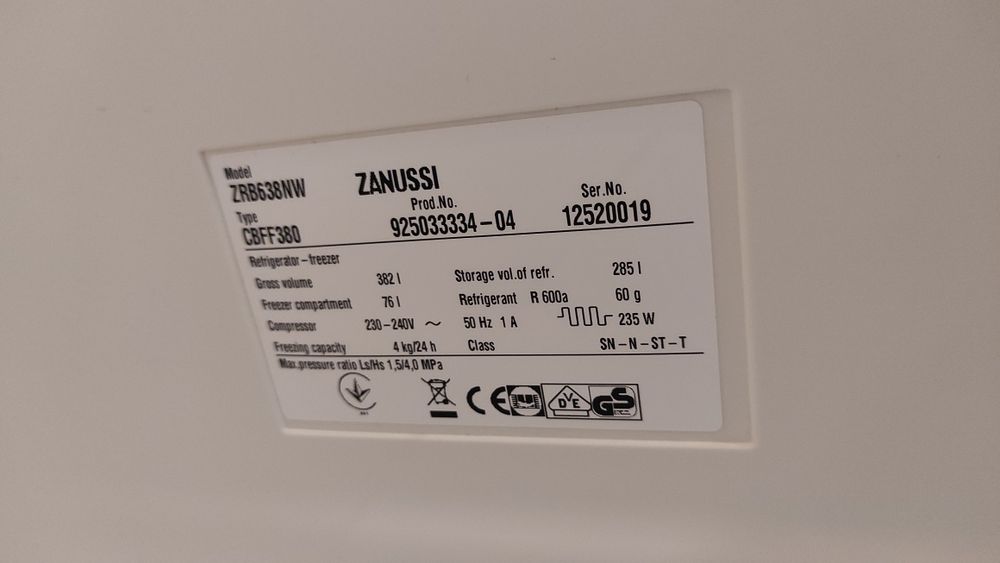 Model
ZRB638NW
ZANUSSI
Type
Prod.No.
Ser.No.
CBFF380
925033334-04
12520019
Refrigerator-freezer
Gross volume 382 l Storage vol.of refr. 285 l
Freezer compartment 76 l Refrigerant R 600a 60 g
Compressor 230-240V ~ 50 Hz 1 A 235 W
Freezing capacity 4 kg/24 h Class SN-N-ST-T
Max.pressure ratio Ls/Hs 1,5/4,0 MPa
CE DVE GS